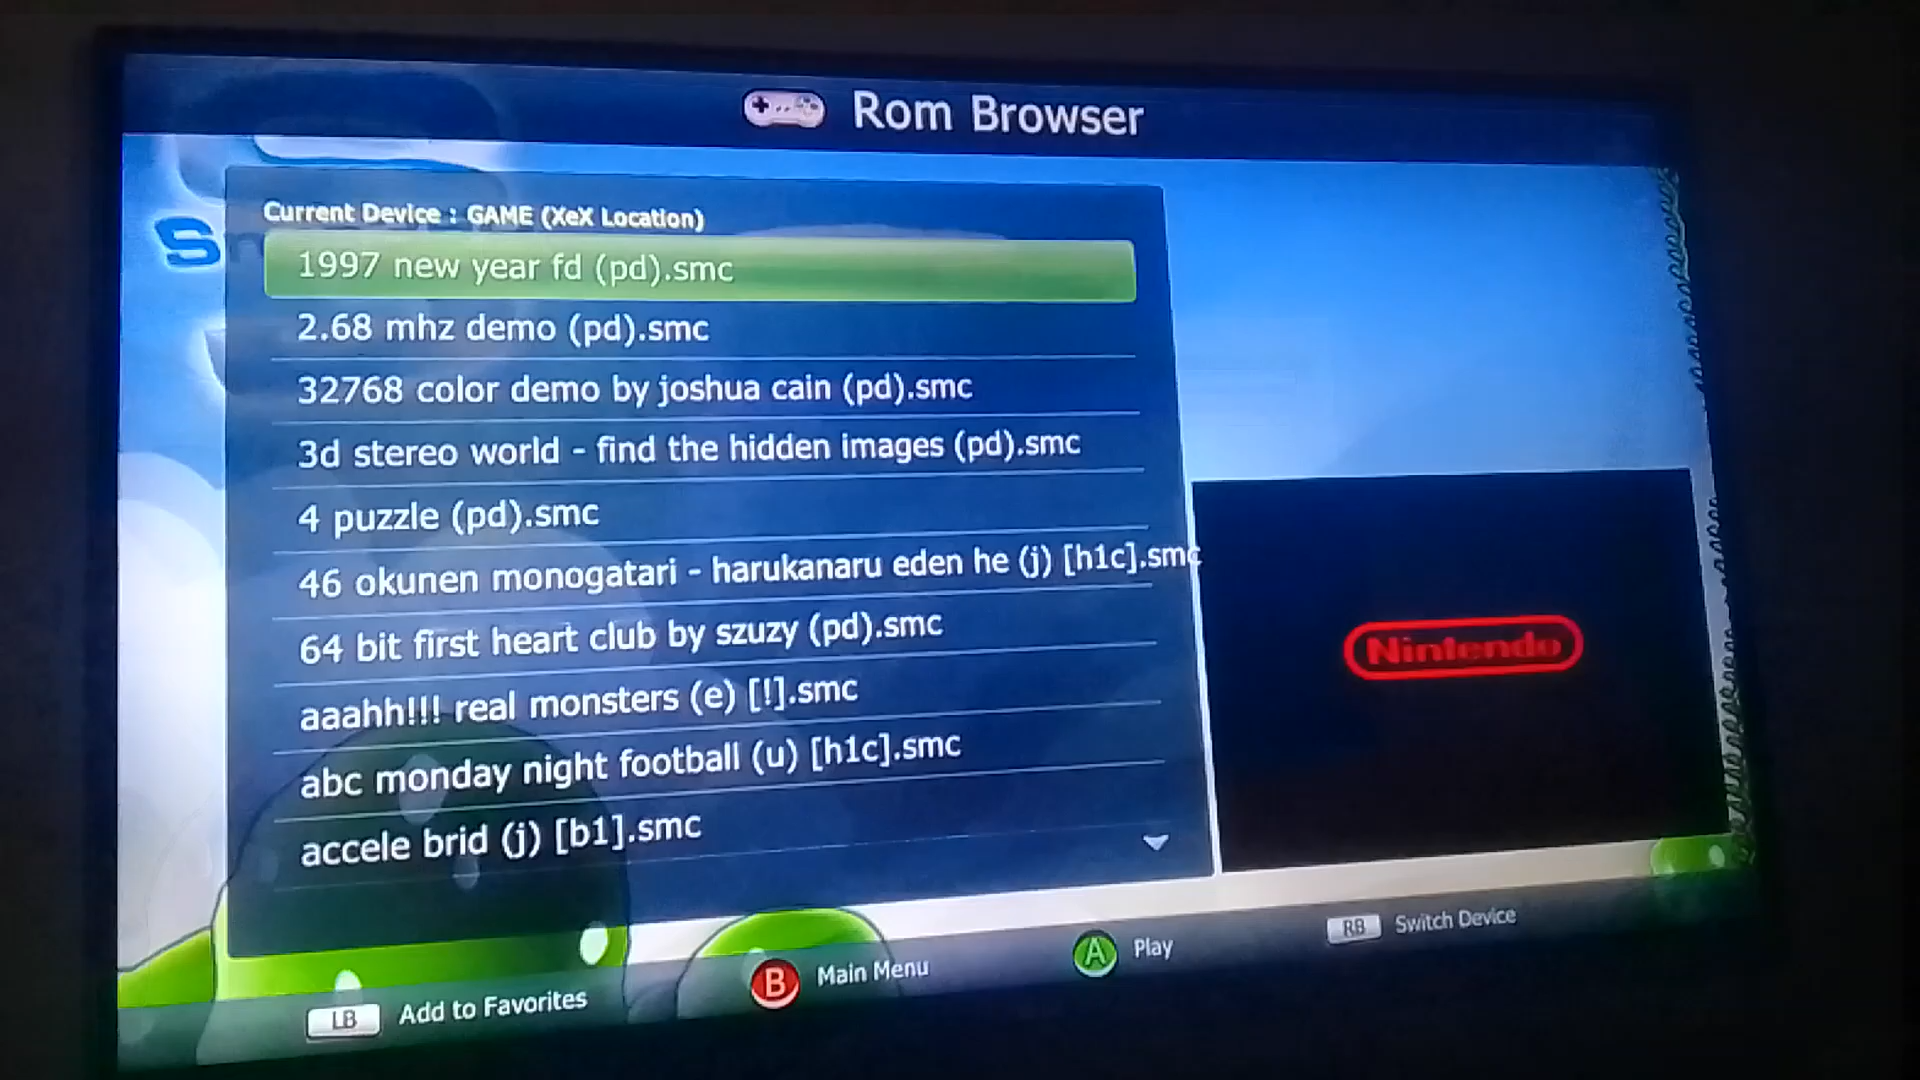 Rom Browser
Current Device : GAME (XeX Location)
1997 new year fd (pd).smc
2.68 mhz demo (pd).smc
32768 color demo by joshua cain (pd).smc
3d stereo world - find the hidden images (pd).smc
4 puzzle (pd).smc
46 okunen monogatari - harukanaru eden he (j) [h1c].smc
64 bit first heart club by szuzy (pd).smc
aaahh!!! real monsters (e) [!].smc
abc monday night football (u) [h1c].smc
accele brid (j) [b1].smc
Nintendo
LB Add to Favorites
B Main Menu
A Play
RB Switch Device